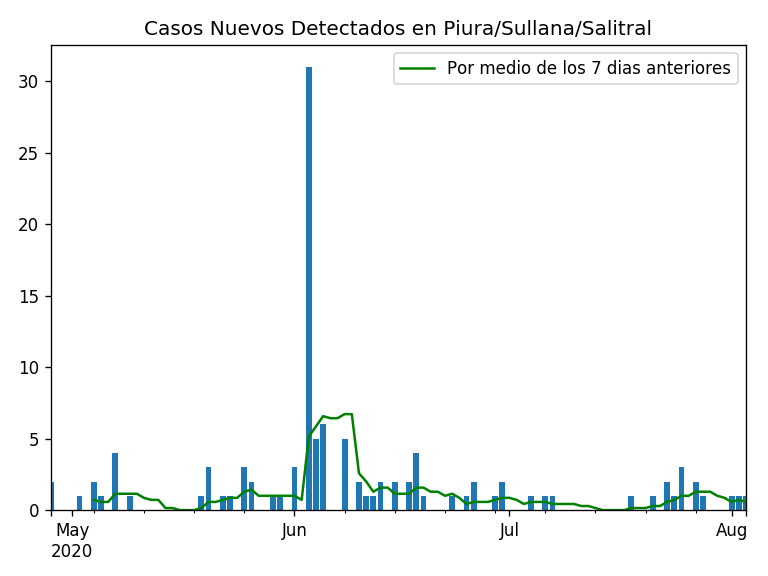 Casos Nuevos Detectados en Piura/Sullana/Salitral
Por medio de los 7 dias anteriores
30
25
20
15
10
5
0
May
2020
Jun
Jul
Aug